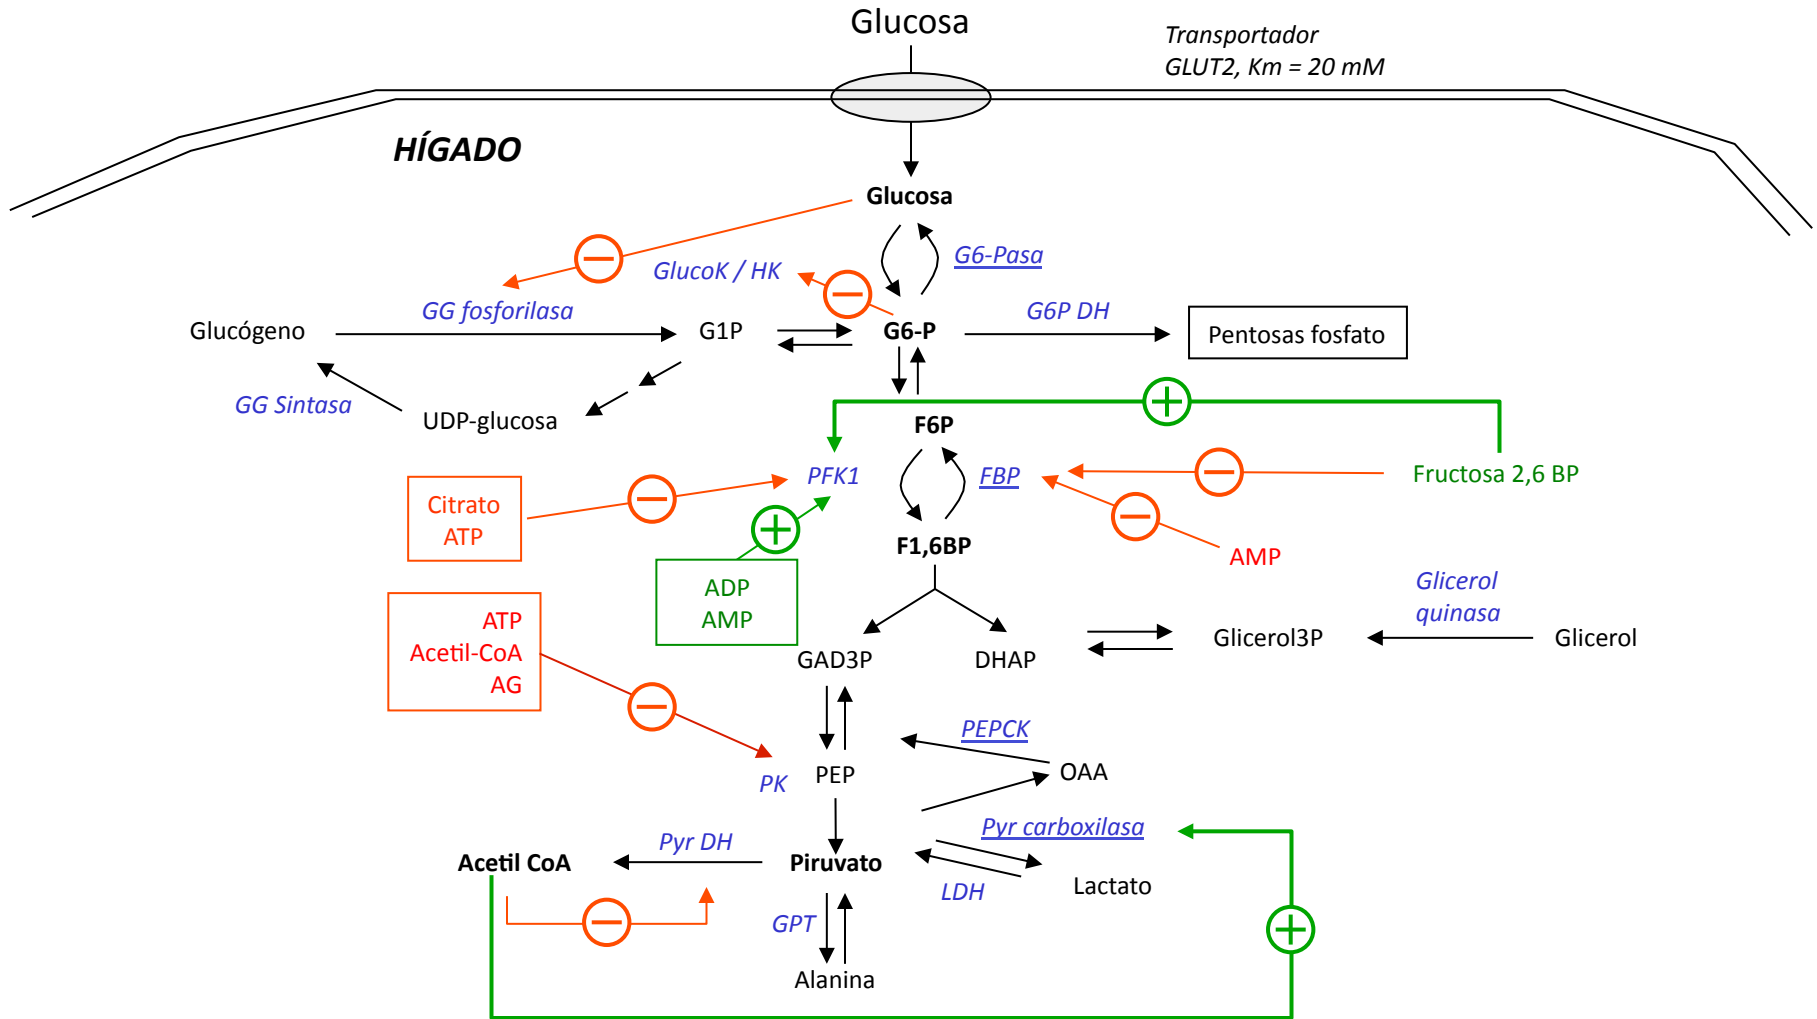 Glucosa
Transportador
GLUT2, Km = 20 mM
HÍGADO
Glucosa
G6-Pasa
GlucoK / HK
GG fosforilasa
G6P DH
Glucógeno
G1P
G6-P
Pentosas fosfato
GG Sintasa
UDP-glucosa
F6P
PFK1
FBP
Fructosa 2,6 BP
Citrato
ATP
F1,6BP
AMP
ADP
AMP
Glicerol
quinasa
ATP
Acetil-CoA
AG
GAD3P
DHAP
Glicerol3P
Glicerol
PEPCK
PK
PEP
OAA
Pyr carboxilasa
Pyr DH
Acetil CoA
Piruvato
LDH
Lactato
GPT
Alanina